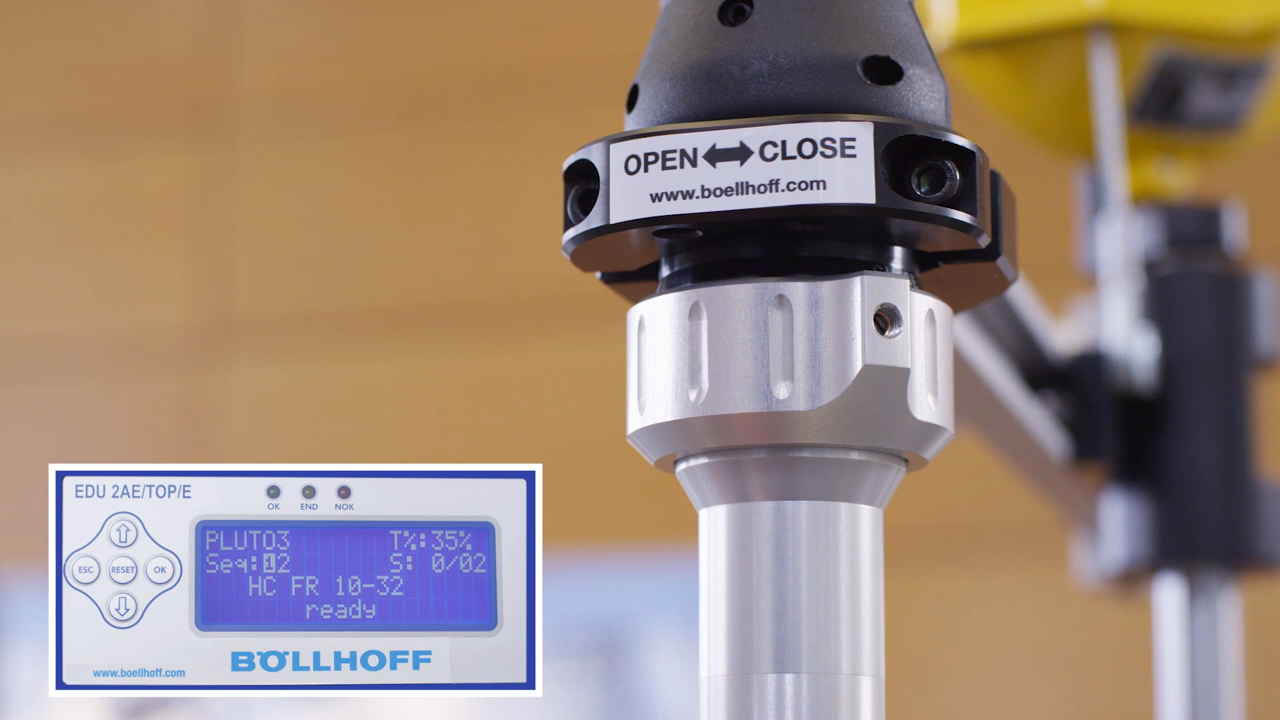 OPEN ⟷ CLOSE
www.boellhoff.com
EDU 2AE/TOP/E
OK END NOK
ESC RESET OK
PLUTO3 T%:35%
Seq:12 S: 0/02
HC FR 10-32
ready
BÖLLHOFF
www.boellhoff.com